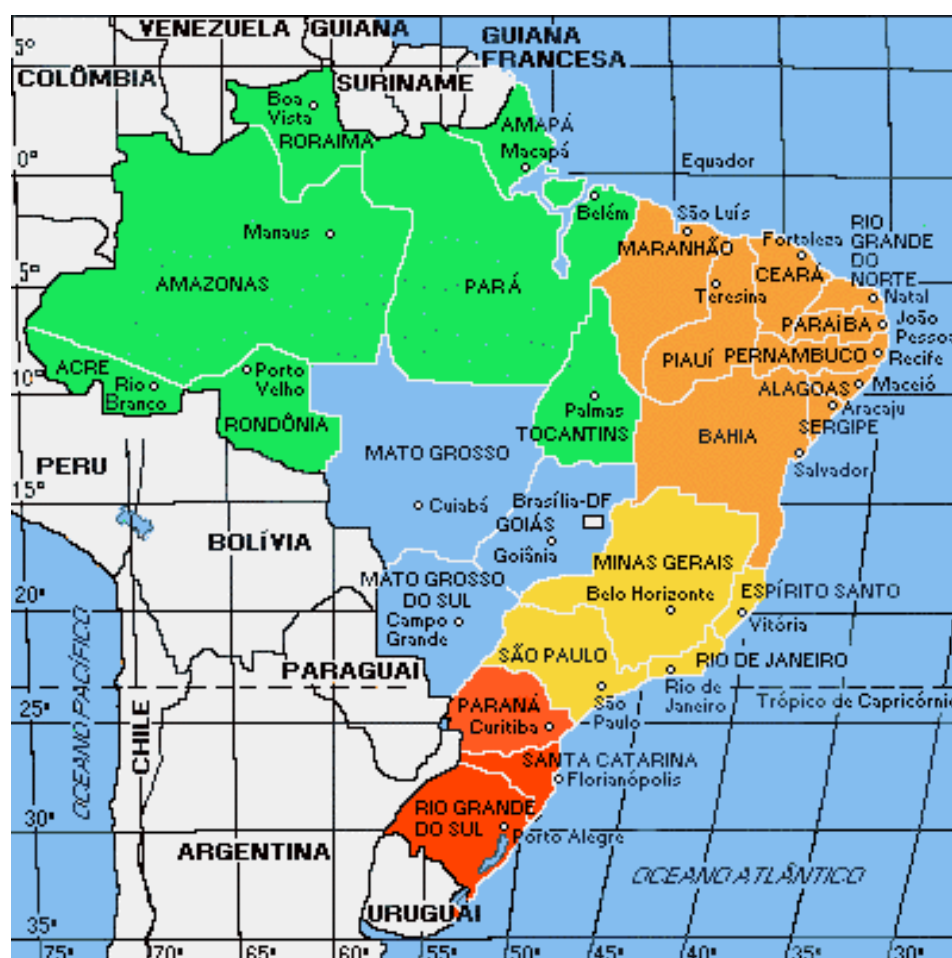 VENEZUELA
GUIANA
GUIANA
FRANCESA
5°
COLÔMBIA
SURINAME
Boa
Vista
RORAIMA
AMAPÁ
Macapá
0°
Equador
Belém
São Luís
Manaus
MARANHÃO
Fortaleza
RIO
GRANDE
DO
NORTE
AMAZONAS
PARÁ
CEARÁ
5°
Teresina
Natal
PARAÍBA
João
Pessoa
PIAUÍ
PERNAMBUCO
Recife
ACRE
Rio
Branco
Porto
Velho
10°
ALAGOAS
Maceió
Palmas
Aracaju
RONDÔNIA
TOCANTINS
BAHIA
SERGIPE
MATO GROSSO
PERU
Salvador
15°
Cuiabá
Brasília-DF
GOIÁS
BOLÍVIA
Goiânia
MINAS GERAIS
MATO GROSSO
DO SUL
Belo Horizonte
ESPÍRITO SANTO
20°
Campo
Grande
Vitória
SÃO PAULO
RIO DE JANEIRO
PARAGUAI
Rio de
Janeiro
São
Paulo
Trópico de Capricórnio
OCEANO PACÍFICO
CHILE
PARANÁ
Curitiba
25°
SANTA CATARINA
Florianópolis
RIO GRANDE
DO SUL
30°
Porto Alegre
ARGENTINA
OCEANO ATLÂNTICO
URUGUAI
35°
75° 70° 65° 60° 55° 50° 45° 40° 35° 30°